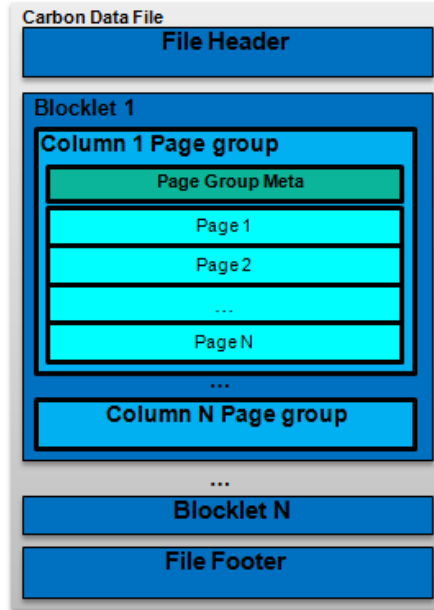 Carbon Data File
File Header
Blocklet 1
Column 1 Page group
Page Group Meta
Page 1
Page 2
...
Page N
...
Column N Page group
...
Blocklet N
File Footer